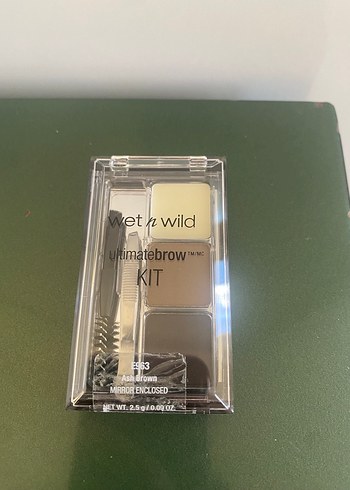 wet n wild
ultimatebrow™/MC
KIT
E963
Ash Brown
MIRROR ENCLOSED
NET WT. 2.5 g / 0.09 OZ.